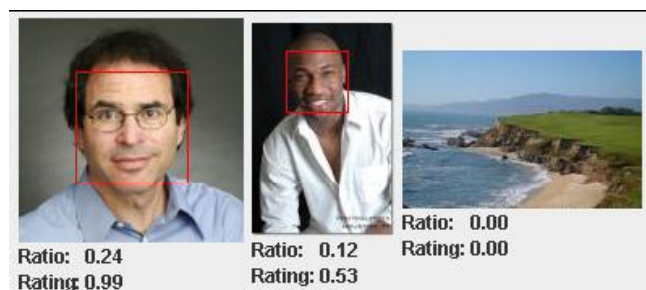 Ratio: 0.24
Rating: 0.99
Ratio: 0.12
Rating: 0.53
Ratio: 0.00
Rating: 0.00